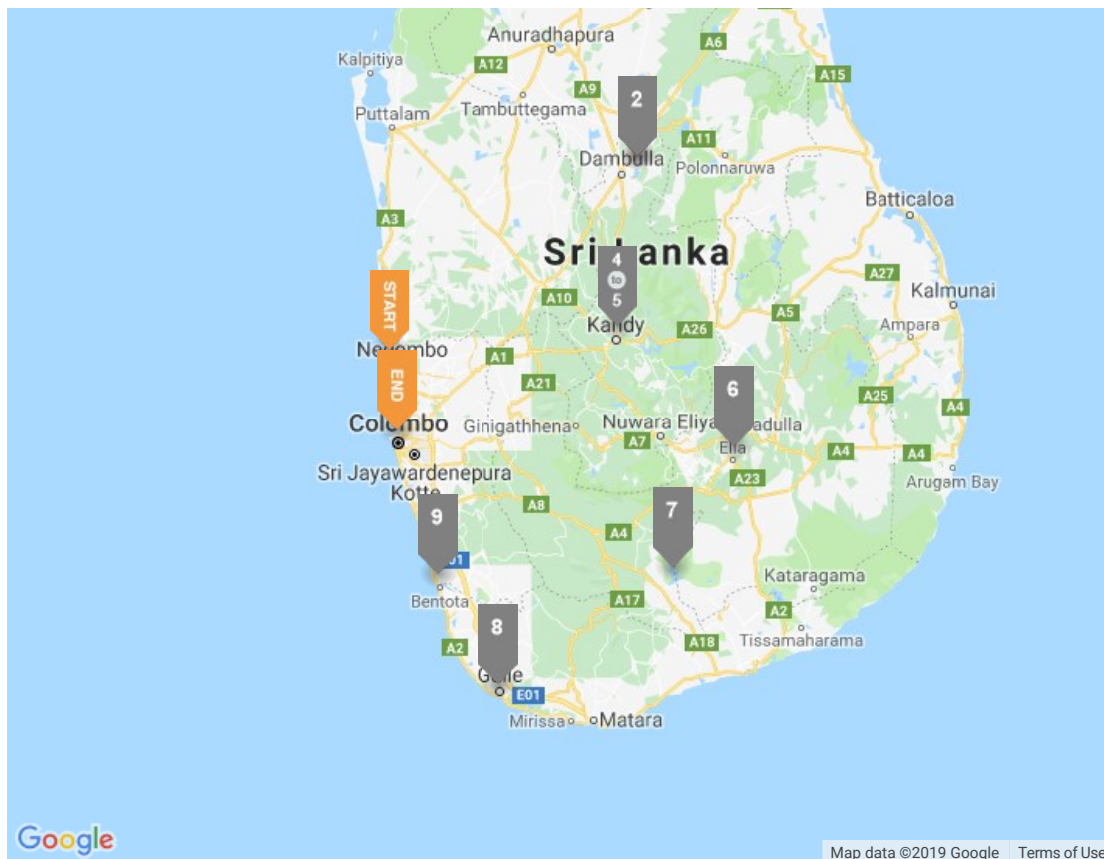 Anuradhapura
A6
Kalpitiya
A12
A15
A9
2
Tambuttegama
Puttalam
A11
Dambulla
Polonnaruwa
Batticaloa
A3
Sri Lanka
4
to
5
A27
START
A10
Kalmunai
A5
Kandy
A26
Ampara
Negombo
A1
END
A21
6
A25
A4
Colombo
Ginigathhena
Nuwara Eliya
adulla
A7
Ella
A4
A4
Sri Jayawardenepura
Kotte
A23
Arugam Bay
9
A8
7
A4
01
Kataragama
Bentota
A17
A2
8
A2
A18
Tissamaharama
Galle
E01
Mirissa
Matara
Google
Map data ©2019 Google
Terms of Use